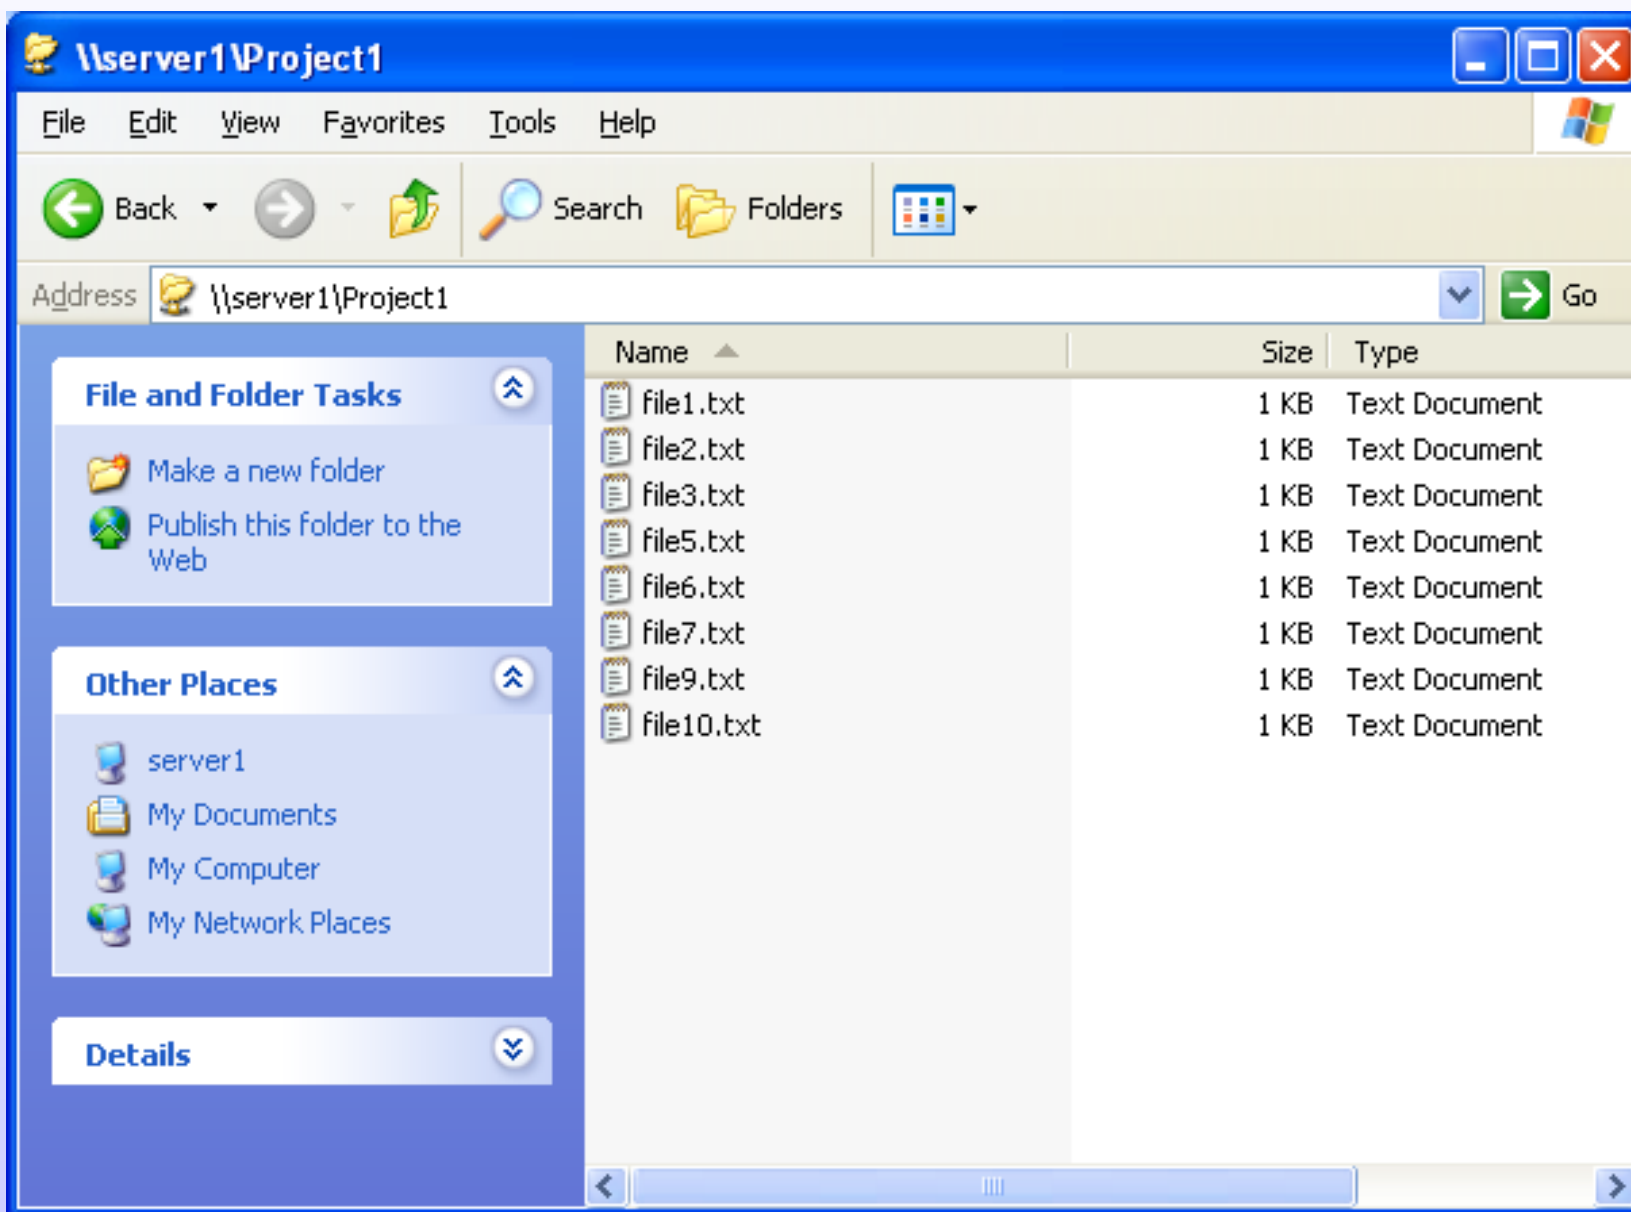 \\server1\Project1
File Edit View Favorites Tools Help
Back Search Folders
Address \\server1\Project1 Go
File and Folder Tasks
Make a new folder
Publish this folder to the
Web
Other Places
server1
My Documents
My Computer
My Network Places
Details
Name Size Type
file1.txt 1 KB Text Document
file2.txt 1 KB Text Document
file3.txt 1 KB Text Document
file5.txt 1 KB Text Document
file6.txt 1 KB Text Document
file7.txt 1 KB Text Document
file9.txt 1 KB Text Document
file10.txt 1 KB Text Document